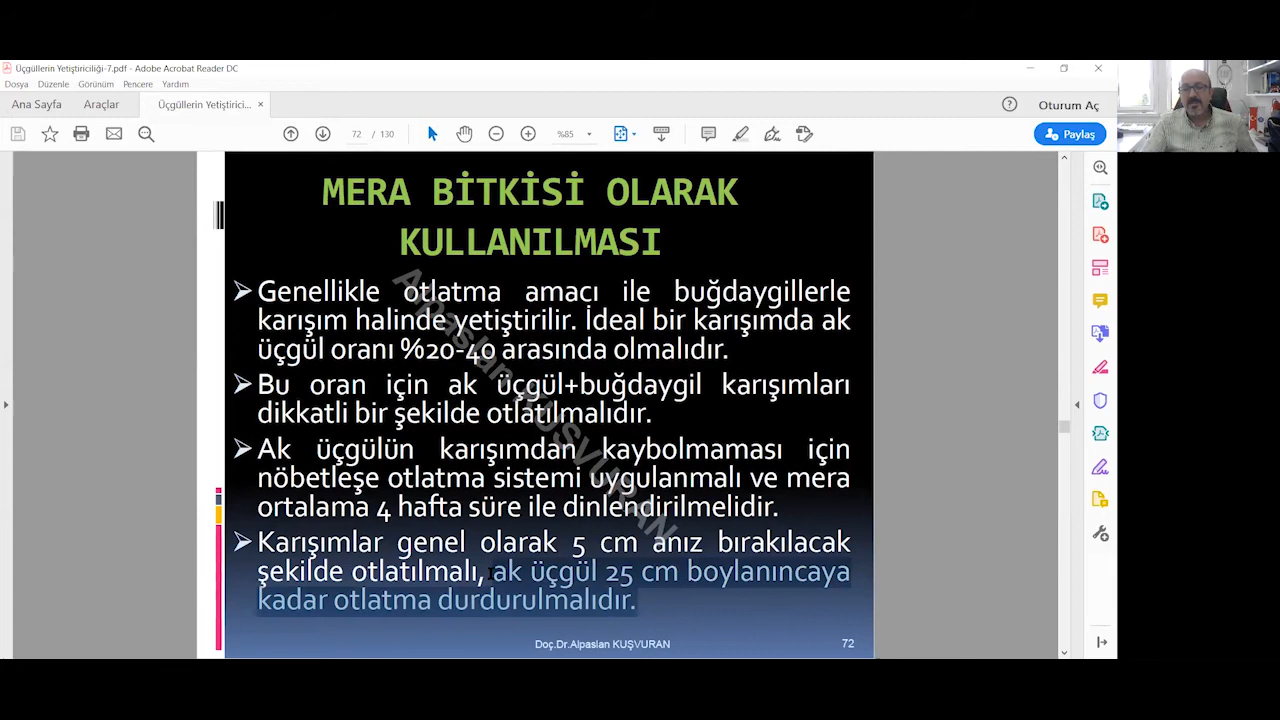 Üçgüllerin Yetiştiriciliği-7.pdf - Adobe Acrobat Reader DC
Dosya Düzenle Görünüm Pencere Yardım
Ana Sayfa Araçlar Üçgüllerin Yetiştirici... × Oturum Aç
72 / 130 %85 Paylaş
MERA BİTKİSİ OLARAK
KULLANILMASI
Genellikle otlatma amacı ile buğdaygillerle
karışım halinde yetiştirilir. İdeal bir karışımda ak
üçgül oranı %20-40 arasında olmalıdır.
Bu oran için ak üçgül+buğdaygil karışımları
dikkatli bir şekilde otlatılmalıdır.
Ak üçgülün karışımdan kaybolmaması için
nöbetleşe otlatma sistemi uygulanmalı ve mera
ortalama 4 hafta süre ile dinlendirilmelidir.
Karışımlar genel olarak 5 cm anız bırakılacak
şekilde otlatılmalı, ak üçgül 25 cm boylanıncaya
kadar otlatma durdurulmalıdır.
Alpaslan KUŞVURAN
Doç.Dr.Alpaslan KUŞVURAN 72